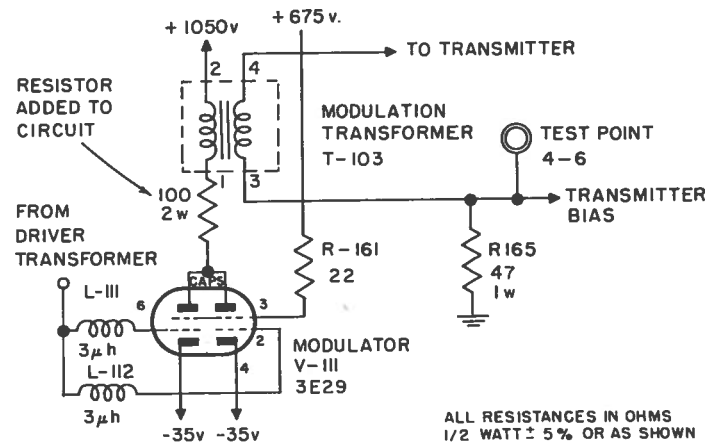 +1050v
+675v.
2
4
TO TRANSMITTER
RESISTOR
ADDED TO
CIRCUIT
MODULATION
TRANSFORMER
T-103
TEST POINT
4-6
1
3
100
2w
TRANSMITTER
BIAS
FROM
DRIVER
TRANSFORMER
R-161
22
R165
47
1w
L-111
CAPS
6
3
3μh
2
MODULATOR
V-111
3E29
L-112
4
3μh
-35v
-35v
ALL RESISTANCES IN OHMS
1/2 WATT ± 5% OR AS SHOWN